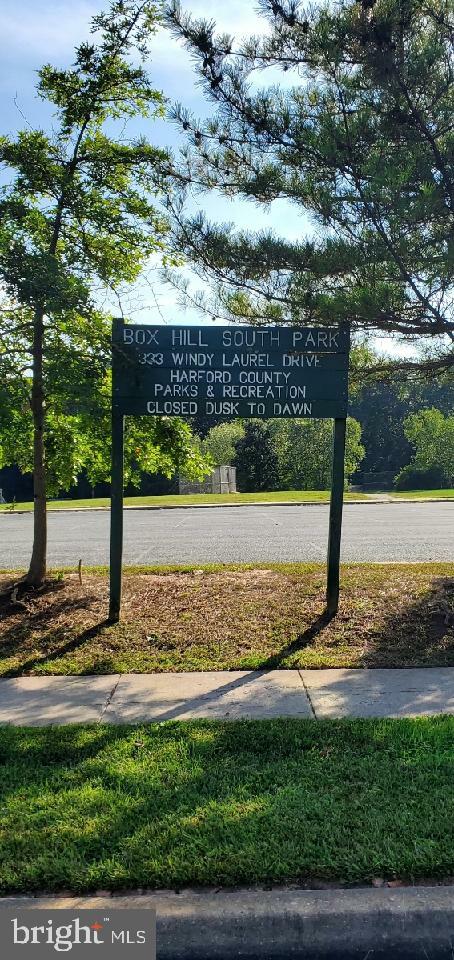 BOX HILL SOUTH PARK
333 WINDY LAUREL DRIVE
HARFORD COUNTY
PARKS & RECREATION
CLOSED DUSK TO DAWN
bright MLS